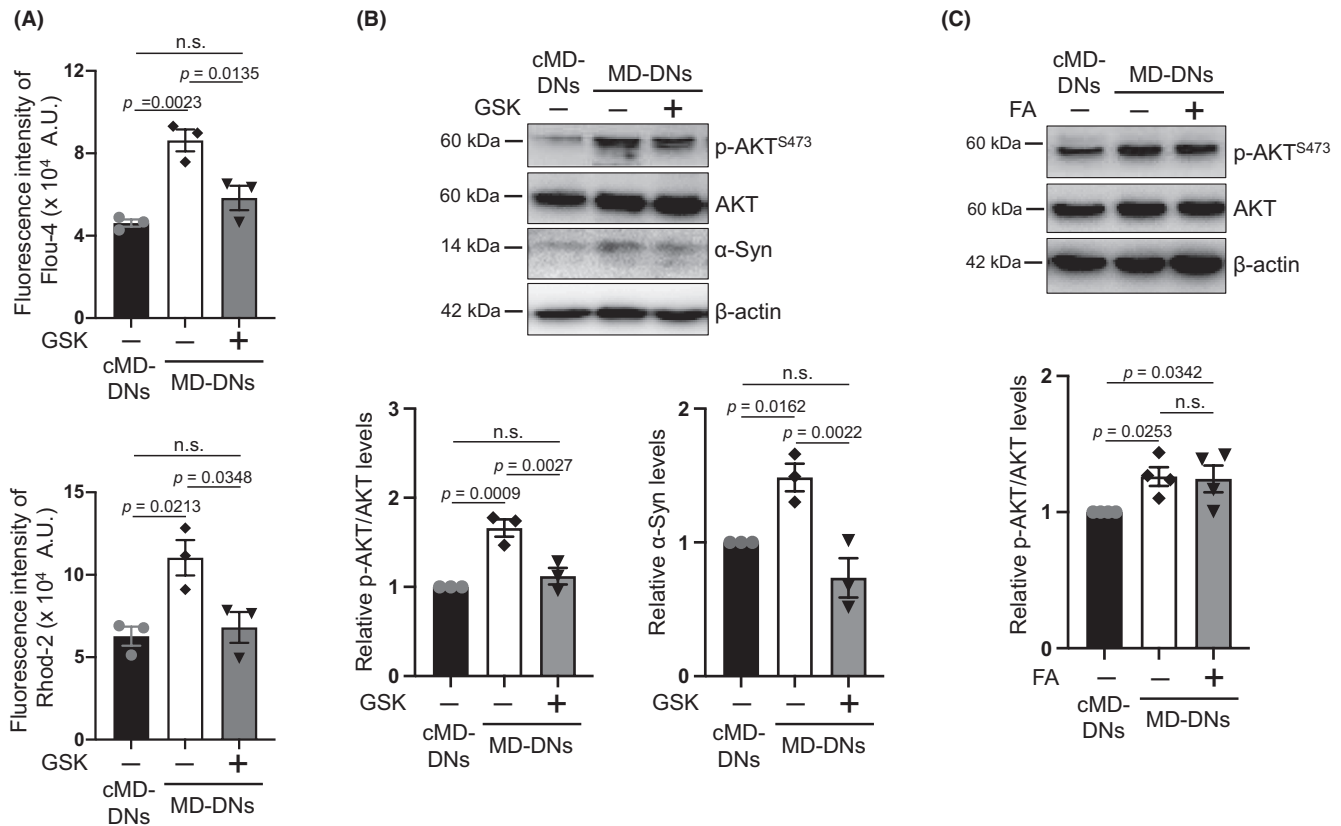 (A)
n.s.
p = 0.0135
p =0.0023
Fluorescence intensity of
Flou-4 (x 10⁴ A.U.)
12
8
4
0
GSK – – +
cMD-
DNs
MD-DNs
n.s.
p = 0.0348
p = 0.0213
Fluorescence intensity of
Rhod-2 (x 10⁴ A.U.)
15
10
5
0
GSK – – +
cMD-
DNs
MD-DNs
(B)
cMD-
DNs
MD-DNs
GSK – – +
60 kDa p-AKTS473
60 kDa AKT
14 kDa α-Syn
42 kDa β-actin
n.s.
p = 0.0027
p = 0.0009
Relative p-AKT/AKT levels
3
2
1
0
GSK – – +
cMD-
DNs
MD-DNs
n.s.
p = 0.0162
p = 0.0022
Relative α-Syn levels
2
1
0
GSK – – +
cMD-
DNs
MD-DNs
(C)
cMD-
DNs
MD-DNs
FA – – +
60 kDa p-AKTS473
60 kDa AKT
42 kDa β-actin
p = 0.0342
n.s.
p = 0.0253
Relative p-AKT/AKT levels
2
1
0
FA – – +
cMD-
DNs
MD-DNs